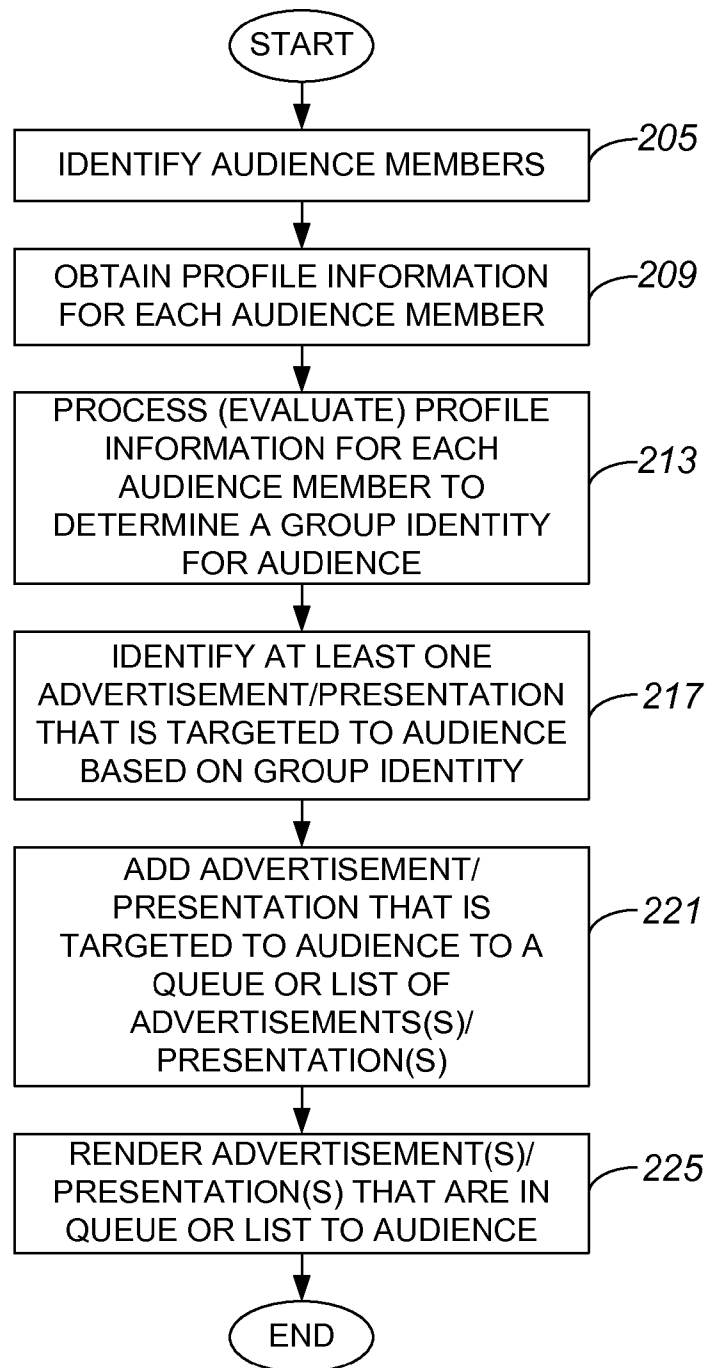 START
IDENTIFY AUDIENCE MEMBERS
205
OBTAIN PROFILE INFORMATION
FOR EACH AUDIENCE MEMBER
209
PROCESS (EVALUATE) PROFILE
INFORMATION FOR EACH
AUDIENCE MEMBER TO
DETERMINE A GROUP IDENTITY
FOR AUDIENCE
213
IDENTIFY AT LEAST ONE
ADVERTISEMENT/PRESENTATION
THAT IS TARGETED TO AUDIENCE
BASED ON GROUP IDENTITY
217
ADD ADVERTISEMENT/
PRESENTATION THAT IS
TARGETED TO AUDIENCE TO A
QUEUE OR LIST OF
ADVERTISEMENTS(S)/
PRESENTATION(S)
221
RENDER ADVERTISEMENT(S)/
PRESENTATION(S) THAT ARE IN
QUEUE OR LIST TO AUDIENCE
225
END